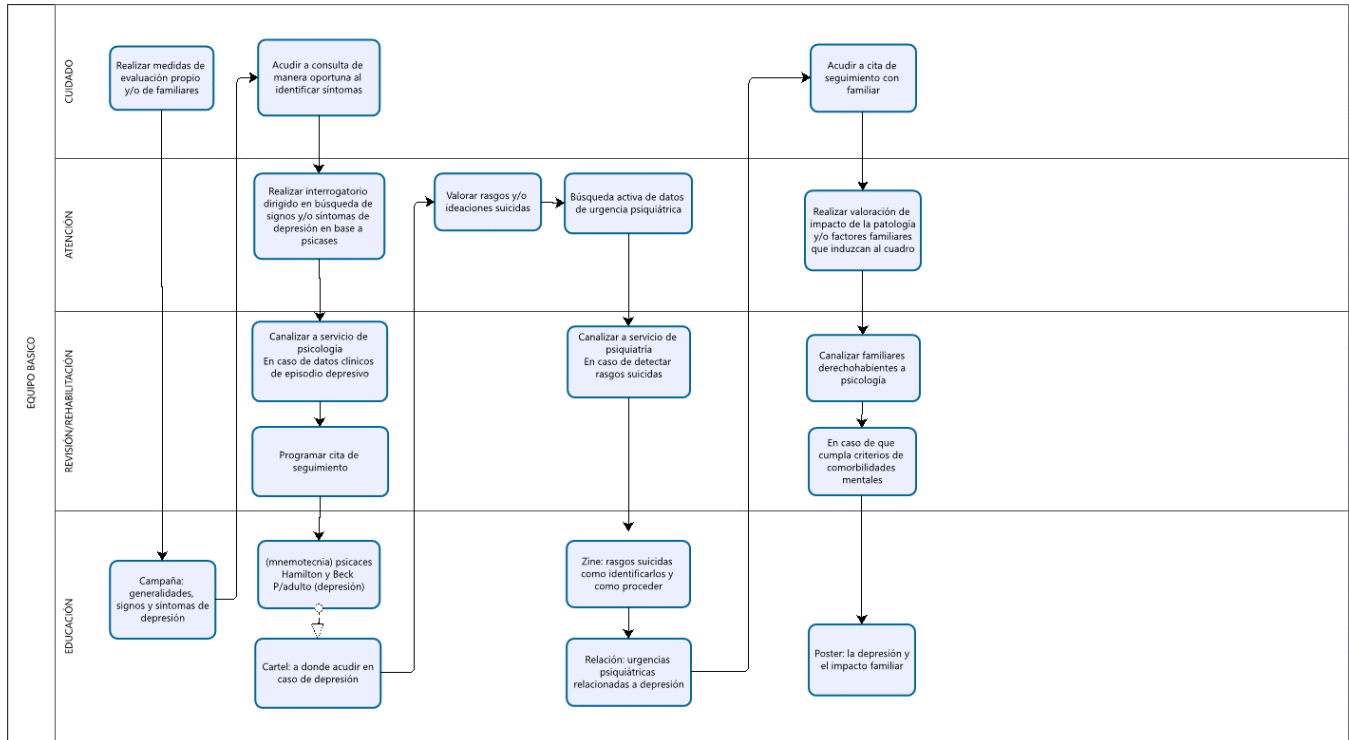 EQUIPO BASICO
CUIDADO
Realizar medidas de
evaluación propio
y/o de familiares
Acudir a consulta de
manera oportuna al
identificar síntomas
Acudir a cita de
seguimiento con
familiar
ATENCIÓN
Realizar interrogatorio
dirigido en búsqueda de
signos y/o síntomas de
depresión en base a
psicases
Valorar rasgos y/o
ideaciones suicidas
Búsqueda activa de datos
de urgencia psiquiátrica
Realizar valoración de
impacto de la patología
y/o factores familiares
que induzcan al cuadro
REVISIÓN/REHABILITACIÓN
Canalizar a servicio de
psicología
En caso de datos clínicos
de episodio depresivo
Canalizar a servicio de
psiquiatría
En caso de detectar
rasgos suicidas
Canalizar familiares
derechohabientes a
psicología
Programar cita de
seguimiento
En caso de que
cumpla criterios de
comorbilidades
mentales
EDUCACIÓN
Campaña:
generalidades,
signos y síntomas de
depresión
(mnemotecnia) psicaces
Hamilton y Beck
P/adulto (depresión)
Cartel: a donde acudir en
caso de depresión
Zine: rasgos suicidas
como identificarlos y
como proceder
Relación: urgencias
psiquiátricas
relacionadas a depresión
Poster: la depresión y
el impacto familiar